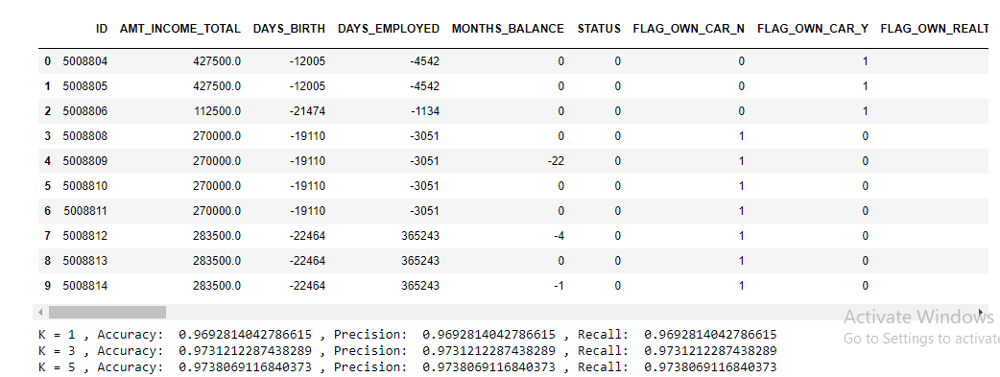 ID AMT_INCOME_TOTAL DAYS_BIRTH DAYS_EMPLOYED MONTHS_BALANCE STATUS FLAG_OWN_CAR_N FLAG_OWN_CAR_Y FLAG_OWN_REALT
0 5008804 427500.0 -12005 -4542 0 0 0 1
1 5008805 427500.0 -12005 -4542 0 0 0 1
2 5008806 112500.0 -21474 -1134 0 0 0 1
3 5008808 270000.0 -19110 -3051 0 0 1 0
4 5008809 270000.0 -19110 -3051 -22 0 1 0
5 5008810 270000.0 -19110 -3051 0 0 1 0
6 5008811 270000.0 -19110 -3051 0 0 1 0
7 5008812 283500.0 -22464 365243 -4 0 1 0
8 5008813 283500.0 -22464 365243 0 0 1 0
9 5008814 283500.0 -22464 365243 -1 0 1 0
Activate Windows
Go to Settings to activate
K = 1 , Accuracy: 0.9692814042786615 , Precision: 0.9692814042786615 , Recall: 0.9692814042786615
K = 3 , Accuracy: 0.9731212287438289 , Precision: 0.9731212287438289 , Recall: 0.9731212287438289
K = 5 , Accuracy: 0.9738069116840373 , Precision: 0.9738069116840373 , Recall: 0.9738069116840373